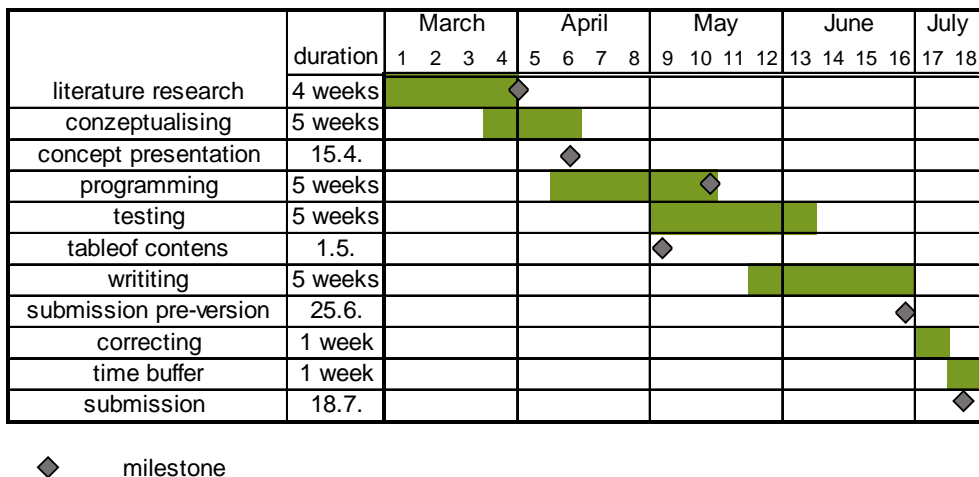 March April May June July
duration 1 2 3 4 5 6 7 8 9 10 11 12 13 14 15 16 17 18
literature research 4 weeks
conzeptualising 5 weeks
concept presentation 15.4.
programming 5 weeks
testing 5 weeks
tableof contens 1.5.
writiting 5 weeks
submission pre-version 25.6.
correcting 1 week
time buffer 1 week
submission 18.7.
milestone